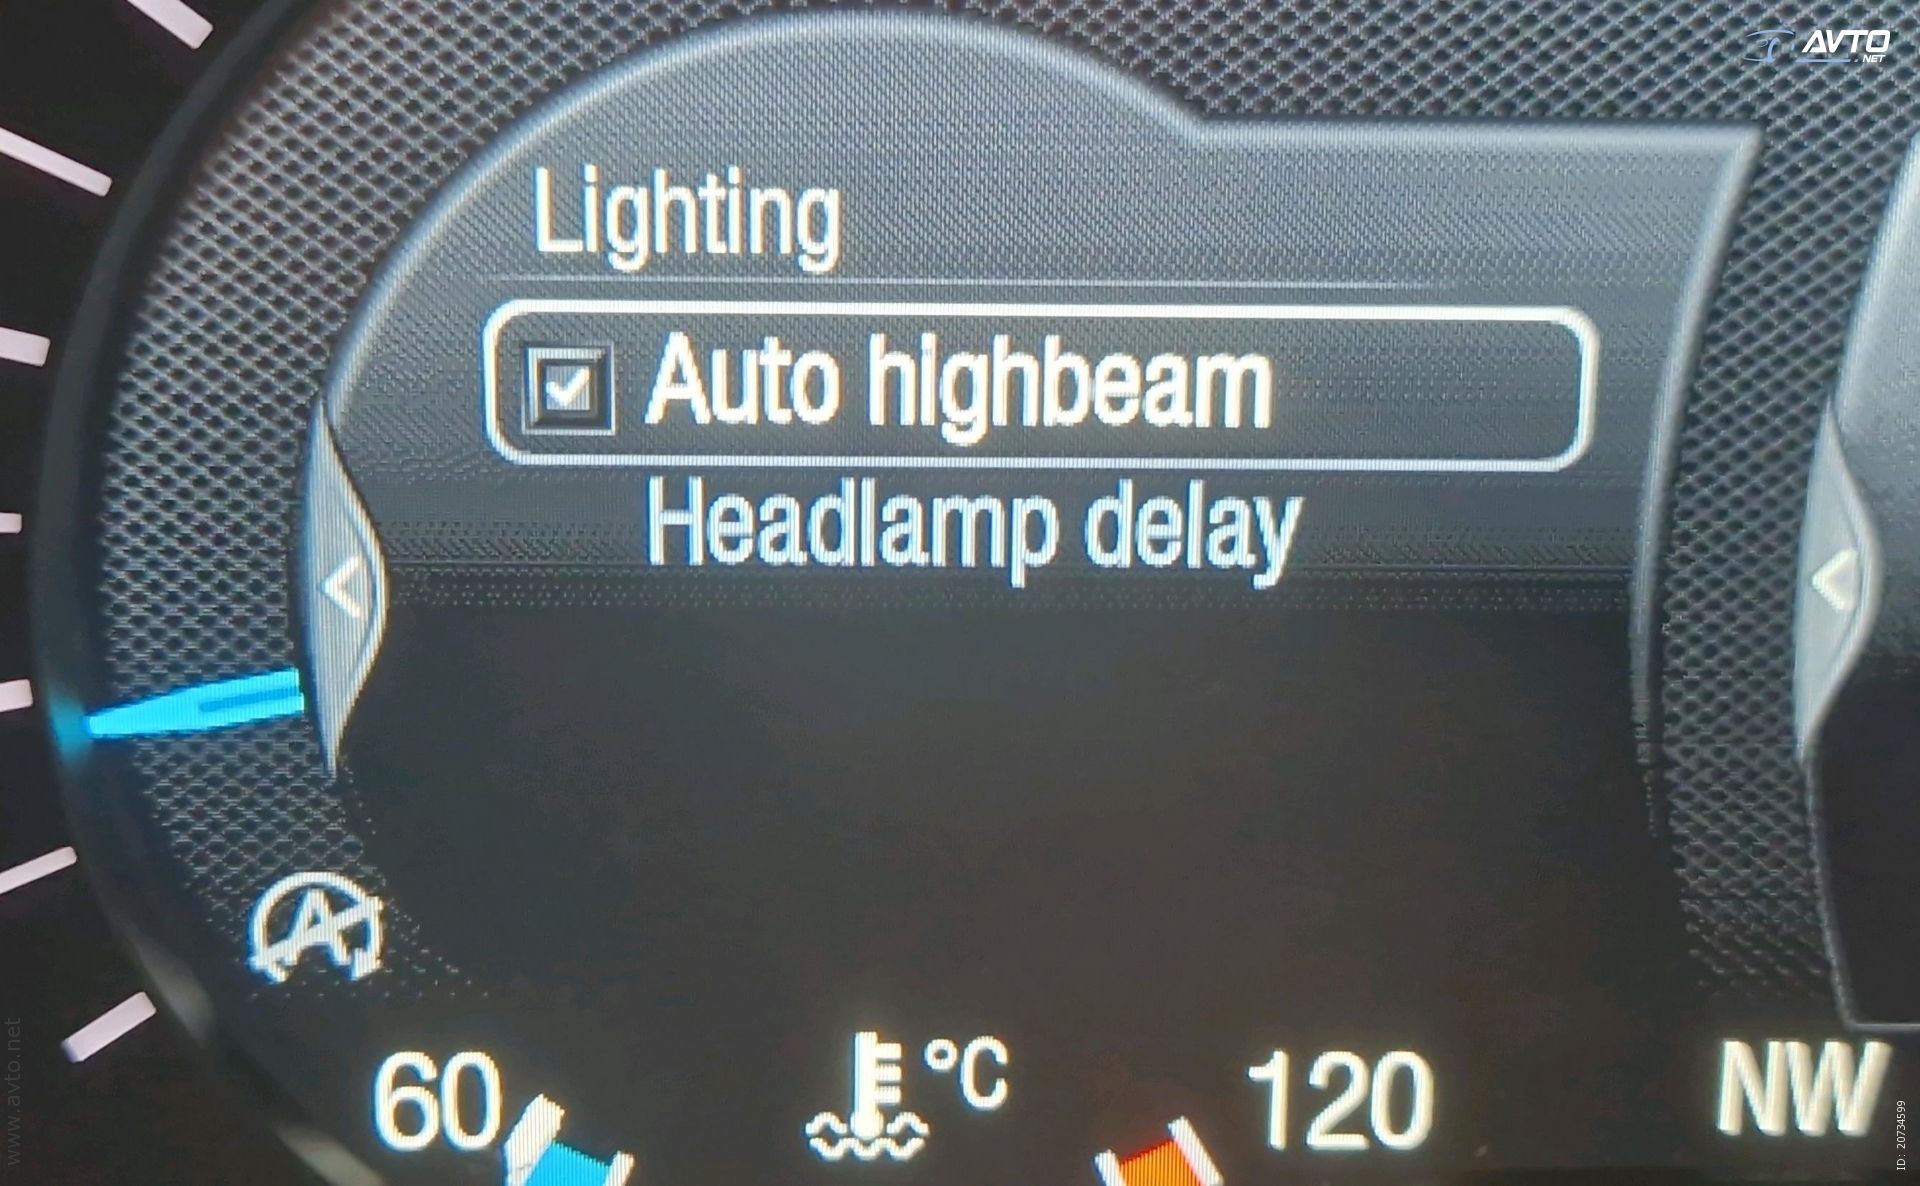 AVTO
.NET
Lighting
Auto highbeam
Headlamp delay
A
60
°C
120
NW
www.avto.net
ID: 20734599